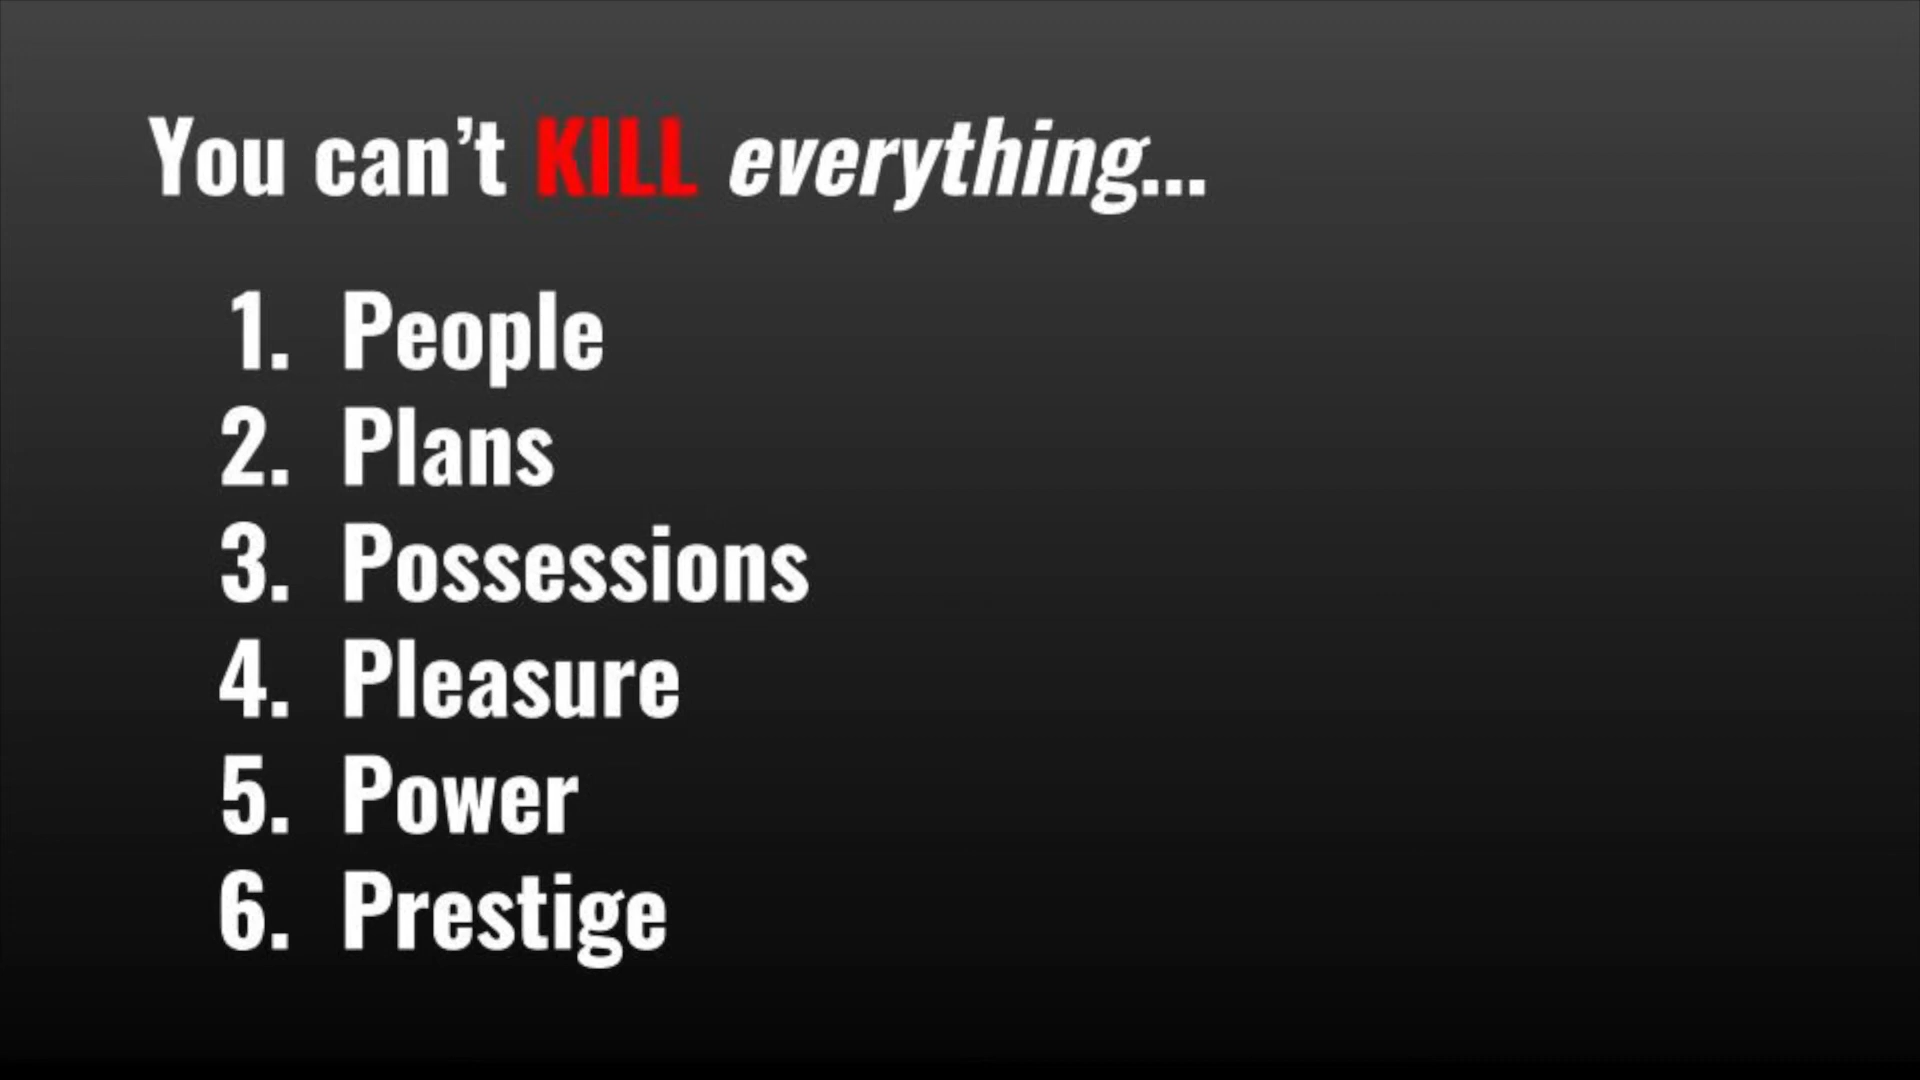 You can’t KILL everything...
1. People
2. Plans
3. Possessions
4. Pleasure
5. Power
6. Prestige